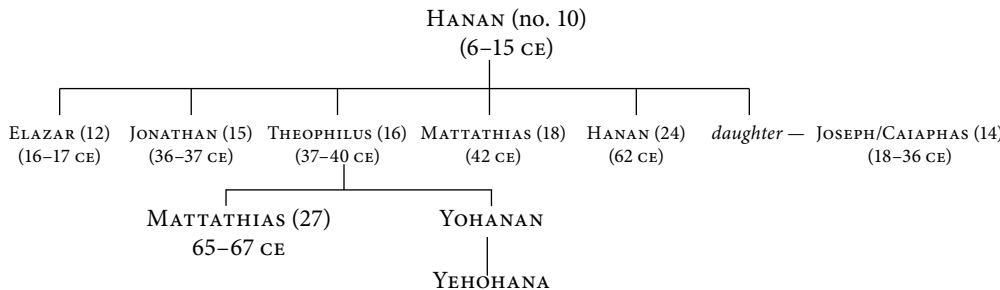 Hanan (no. 10)
(6–15 CE)
Elazar (12) Jonathan (15) Theophilus (16) Mattathias (18) Hanan (24) daughter — Joseph/Caiaphas (14)
(16–17 CE) (36–37 CE) (37–40 CE) (42 CE) (62 CE) (18–36 CE)
Mattathias (27) Yohanan
65–67 CE
Yehohana